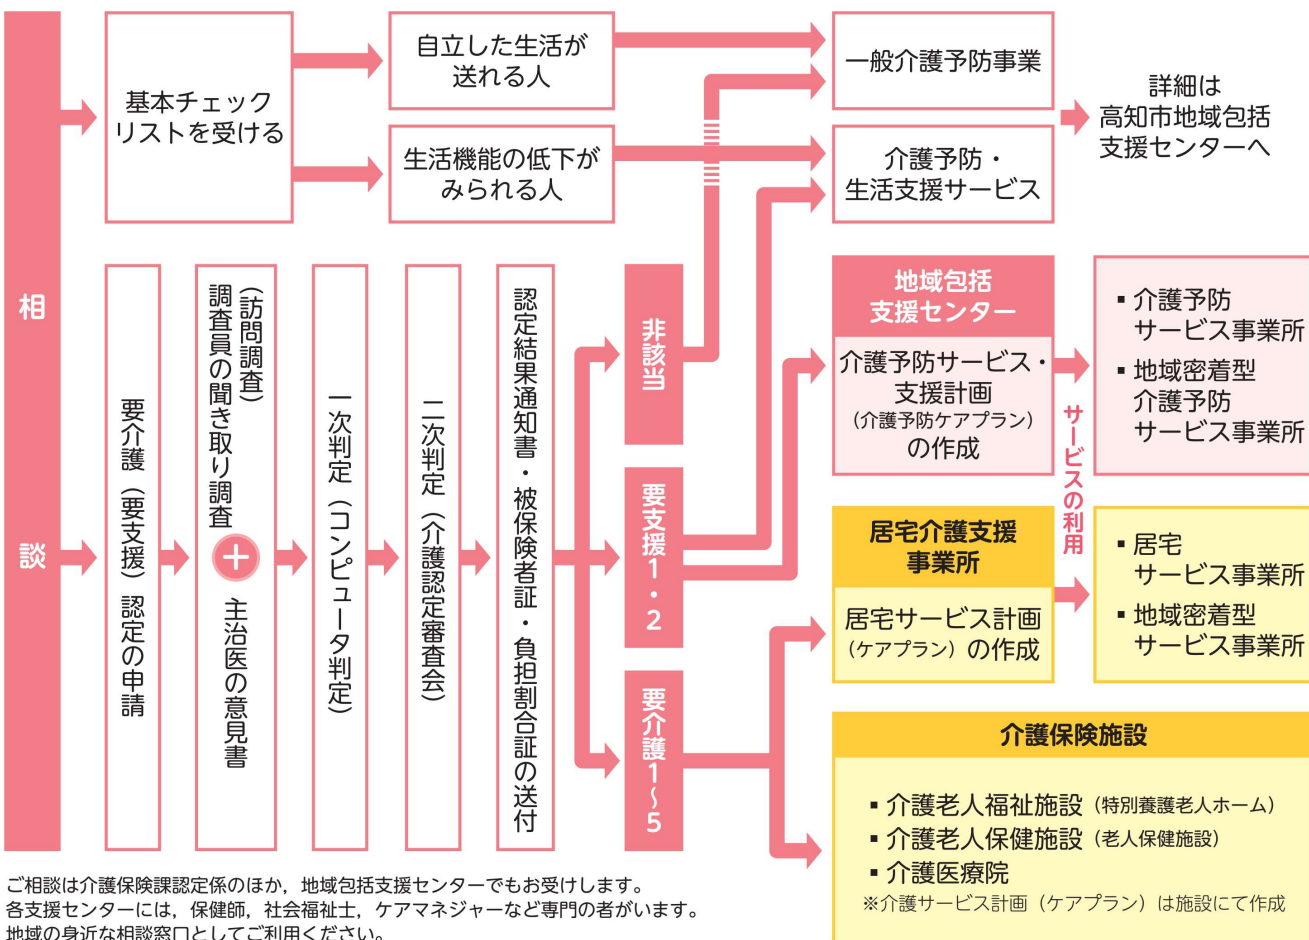 相談
基本チェック
リストを受ける
自立した生活が
送れる人
生活機能の低下が
みられる人
一般介護予防事業
介護予防・
生活支援サービス
詳細は
高知市地域包括
支援センターへ
要介護（要支援）認定の申請
（訪問調査）
調査員の聞き取り調査
＋
主治医の意見書
一次判定（コンピュータ判定）
二次判定（介護認定審査会）
認定結果通知書・被保険者証・負担割合証の送付
非該当
要支援1・2
要介護1～5
地域包括
支援センター
介護予防サービス・
支援計画
（介護予防ケアプラン）
の作成
サービスの利用
▪ 介護予防
サービス事業所
▪ 地域密着型
介護予防
サービス事業所
居宅介護支援
事業所
居宅サービス計画
（ケアプラン）の作成
▪ 居宅
サービス事業所
▪ 地域密着型
サービス事業所
介護保険施設
▪ 介護老人福祉施設（特別養護老人ホーム）
▪ 介護老人保健施設（老人保健施設）
▪ 介護医療院
※介護サービス計画（ケアプラン）は施設にて作成
ご相談は介護保険課認定係のほか，地域包括支援センターでもお受けします。
各支援センターには，保健師，社会福祉士，ケアマネジャーなど専門の者がいます。
地域の身近な相談窓口としてご利用ください。